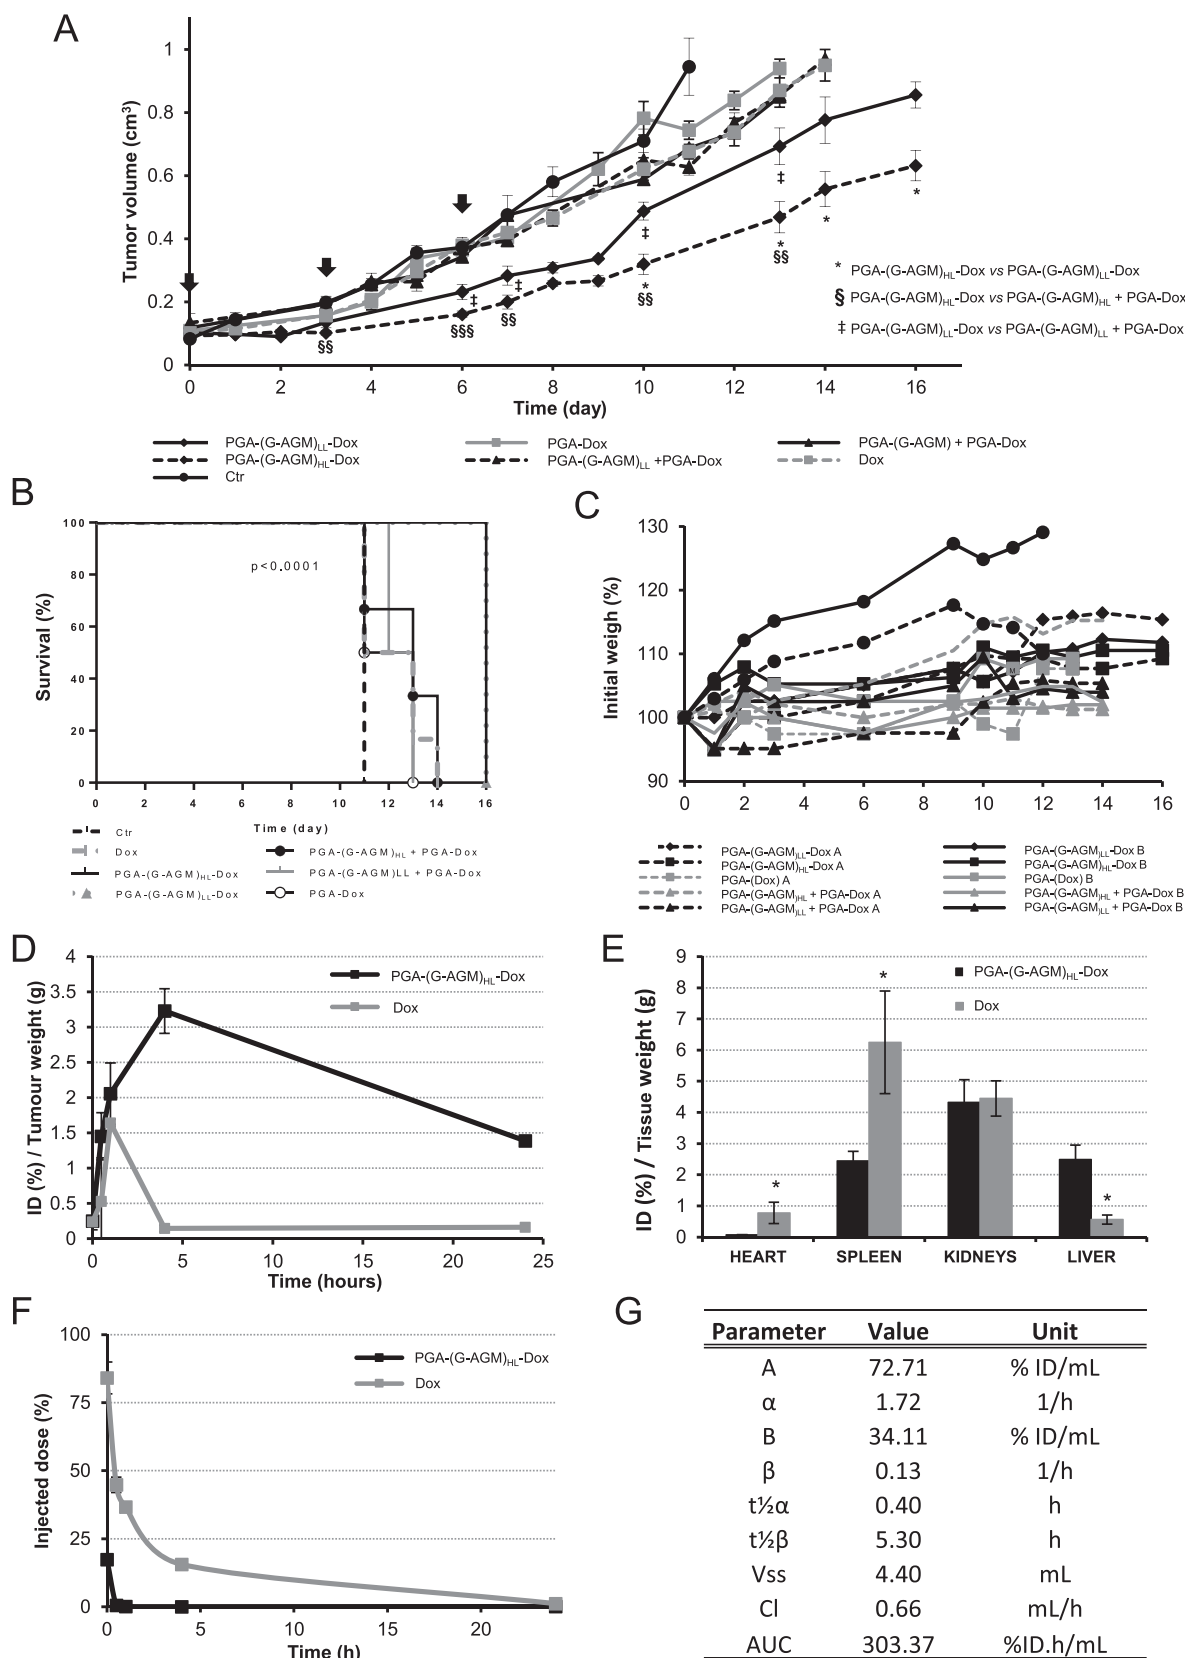 A
Tumor volume (cm³)
1
0.8
0.6
0.4
0.2
0
‡
‡
‡
‡
§§
§§§
§§
*
§§
*
§§
*
*
* PGA-(G-AGM)HL-Dox vs PGA-(G-AGM)LL-Dox
§ PGA-(G-AGM)HL-Dox vs PGA-(G-AGM)HL + PGA-Dox
‡ PGA-(G-AGM)LL-Dox vs PGA-(G-AGM)LL + PGA-Dox
0 2 4 6 8 10 12 14 16
Time (day)
PGA-(G-AGM)LL-Dox PGA-Dox PGA-(G-AGM) + PGA-Dox
PGA-(G-AGM)HL-Dox PGA-(G-AGM)LL +PGA-Dox Dox
Ctr
B
Survival (%)
100
80
60
40
20
0
p<0.0001
0 2 4 6 8 10 12 14 16
Time (day)
Ctr
Dox PGA-(G-AGM)HL + PGA-Dox
PGA-(G-AGM)HL-Dox PGA-(G-AGM)LL + PGA-Dox
PGA-(G-AGM)LL-Dox PGA-Dox
C
Initial weigh (%)
130
120
110
100
90
M
0 2 4 6 8 10 12 14 16
PGA-(G-AGM)LL-Dox A PGA-(G-AGM)LL-Dox B
PGA-(G-AGM)HL-Dox A PGA-(G-AGM)HL-Dox B
PGA-(Dox) A PGA-(Dox) B
PGA-(G-AGM)HL + PGA-Dox A PGA-(G-AGM)HL + PGA-Dox B
PGA-(G-AGM)LL + PGA-Dox A PGA-(G-AGM)LL + PGA-Dox B
D
ID (%) / Tumour weight (g)
4
3.5
3
2.5
2
1.5
1
0.5
0
PGA-(G-AGM)HL-Dox
Dox
0 5 10 15 20 25
Time (hours)
E
ID (%) / Tissue weight (g)
9
8
7
6
5
4
3
2
1
0
PGA-(G-AGM)HL-Dox
Dox
*
*
*
HEART SPLEEN KIDNEYS LIVER
F
Injected dose (%)
100
75
50
25
0
PGA-(G-AGM)HL-Dox
Dox
0 5 10 15 20
Time (h)
G
Parameter Value Unit
A 72.71 % ID/mL
α 1.72 1/h
B 34.11 % ID/mL
β 0.13 1/h
t½α 0.40 h
t½β 5.30 h
Vss 4.40 mL
Cl 0.66 mL/h
AUC 303.37 %ID.h/mL